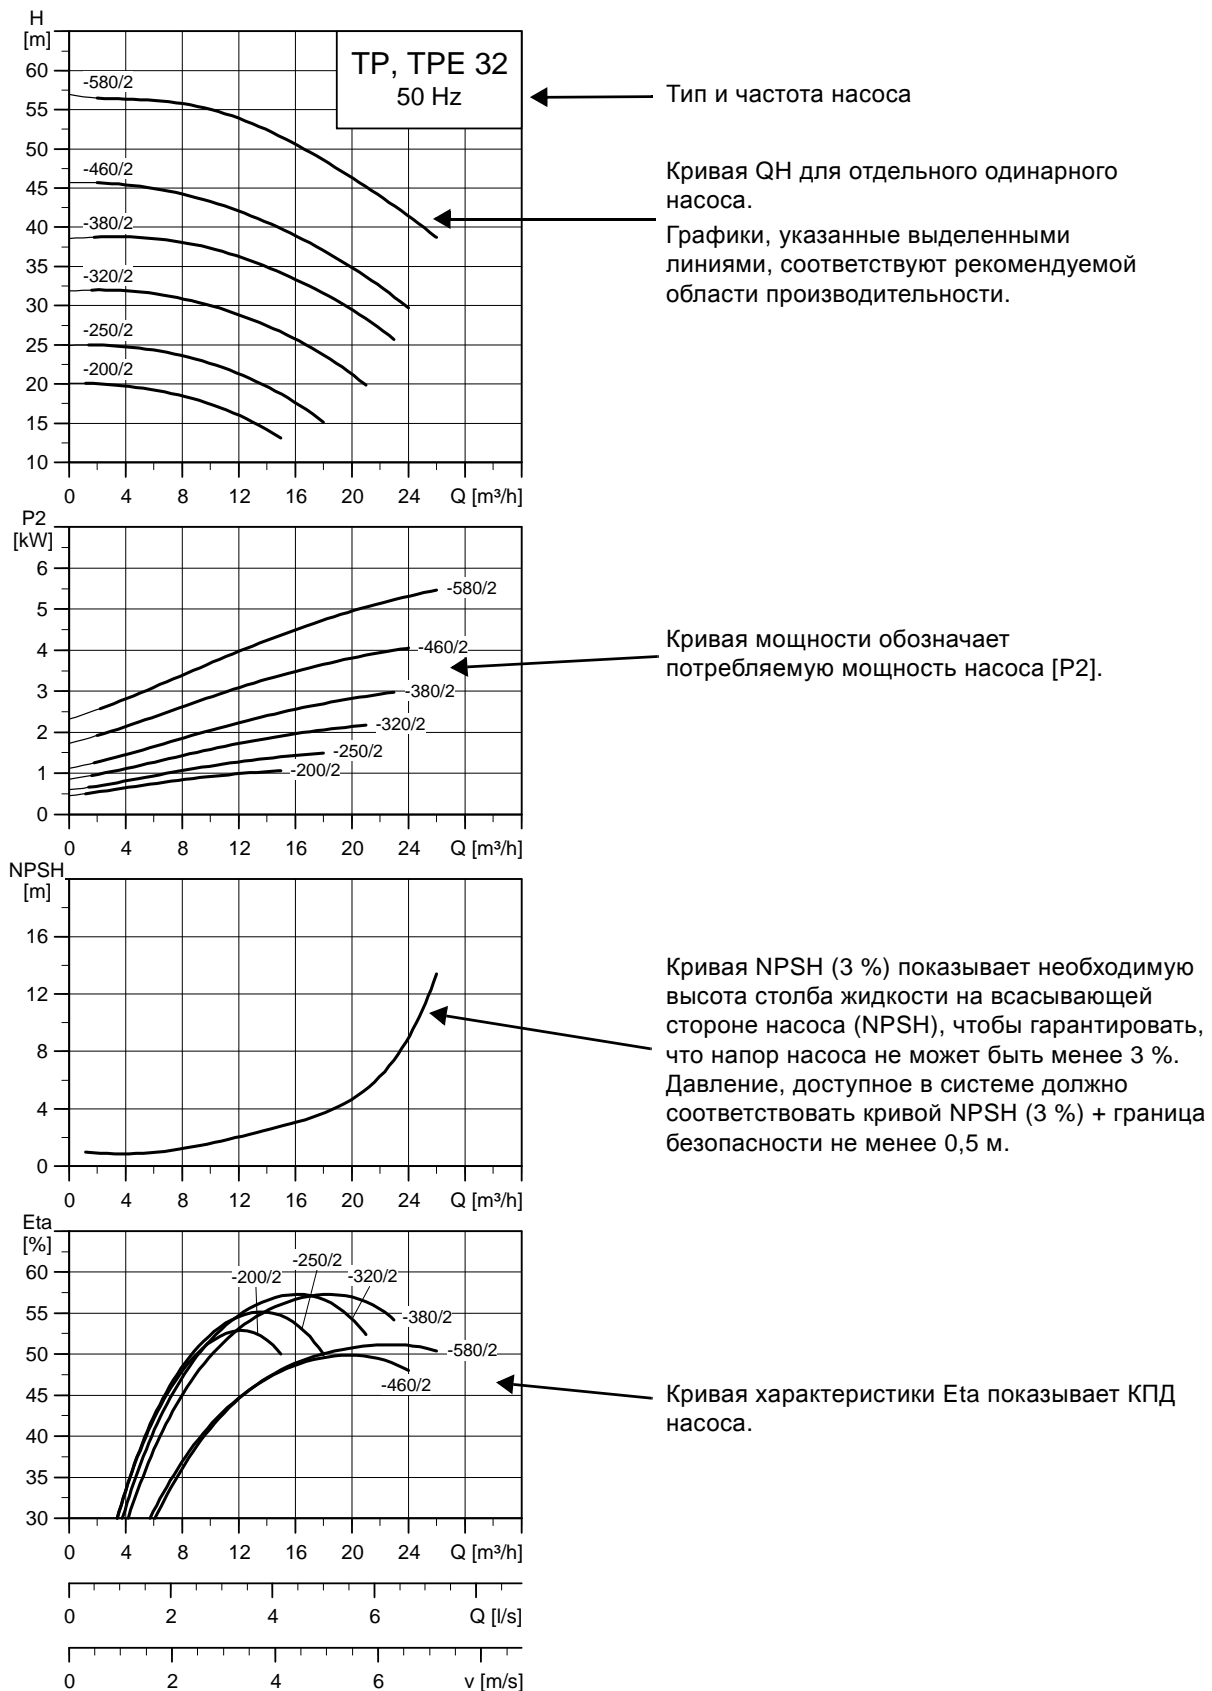 H
[m]
TP, TPE 32
50 Hz
60
55
50
45
40
35
30
25
20
15
10
-580/2
-460/2
-380/2
-320/2
-250/2
-200/2
0 4 8 12 16 20 24 Q [m³/h]
Тип и частота насоса
Кривая QH для отдельного одинарного
насоса.
Графики, указанные выделенными
линиями, соответствуют рекомендуемой
области производительности.
P2
[kW]
6
5
4
3
2
1
0
-580/2
-460/2
-380/2
-320/2
-250/2
-200/2
0 4 8 12 16 20 24 Q [m³/h]
Кривая мощности обозначает
потребляемую мощность насоса [P2].
NPSH
[m]
16
12
8
4
0
0 4 8 12 16 20 24 Q [m³/h]
Кривая NPSH (3 %) показывает необходимую
высота столба жидкости на всасывающей
стороне насоса (NPSH), чтобы гарантировать,
что напор насоса не может быть менее 3 %.
Давление, доступное в системе должно
соответствовать кривой NPSH (3 %) + граница
безопасности не менее 0,5 м.
Eta
[%]
60
55
50
45
40
35
30
-250/2
-200/2
-320/2
-380/2
-580/2
-460/2
0 4 8 12 16 20 24 Q [m³/h]
Кривая характеристики Eta показывает КПД
насоса.
0 2 4 6 Q [l/s]
0 2 4 6 v [m/s]